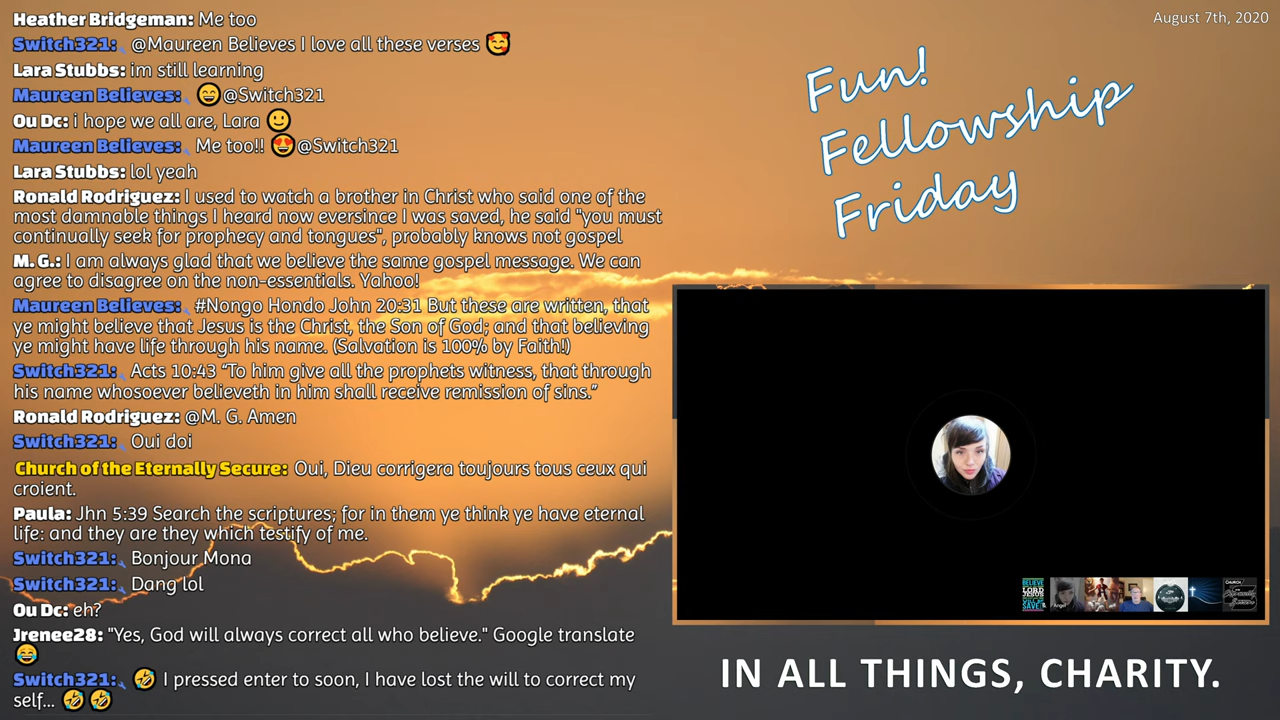 Heather Bridgeman: Me too
Switch321: @Maureen Believes I love all these verses 🥰
Lara Stubbs: im still learning
Maureen Believes: 😄@Switch321
Ou Dc: i hope we all are, Lara 🙂
Maureen Believes: Me too!! 😍@Switch321
Lara Stubbs: lol yeah
Ronald Rodriguez: I used to watch a brother in Christ who said one of the
most damnable things I heard now eversince I was saved, he said "you must
continually seek for prophecy and tongues", probably knows not gospel
M. G.: I am always glad that we believe the same gospel message. We can
agree to disagree on the non-essentials. Yahoo!
Maureen Believes: #Nongo Hondo John 20:31 But these are written, that
ye might believe that Jesus is the Christ, the Son of God; and that believing
ye might have life through his name. (Salvation is 100% by Faith!)
Switch321: Acts 10:43 “To him give all the prophets witness, that through
his name whosoever believeth in him shall receive remission of sins.”
Ronald Rodriguez: @M. G. Amen
Switch321: Oui doi
Church of the Eternally Secure: Oui, Dieu corrigera toujours tous ceux qui
croient.
Paula: Jhn 5:39 Search the scriptures; for in them ye think ye have eternal
life: and they are they which testify of me.
Switch321: Bonjour Mona
Switch321: Dang lol
Ou Dc: eh?
Jrenee28: "Yes, God will always correct all who believe." Google translate
😂
Switch321: 🤣 I pressed enter to soon, I have lost the will to correct my
self... 🤣 🤣
August 7th, 2020
Fun!
Fellowship
Friday
BELIEVE
LORD
JESUS
SAVE
Angel
CHURCH
IN ALL THINGS, CHARITY.